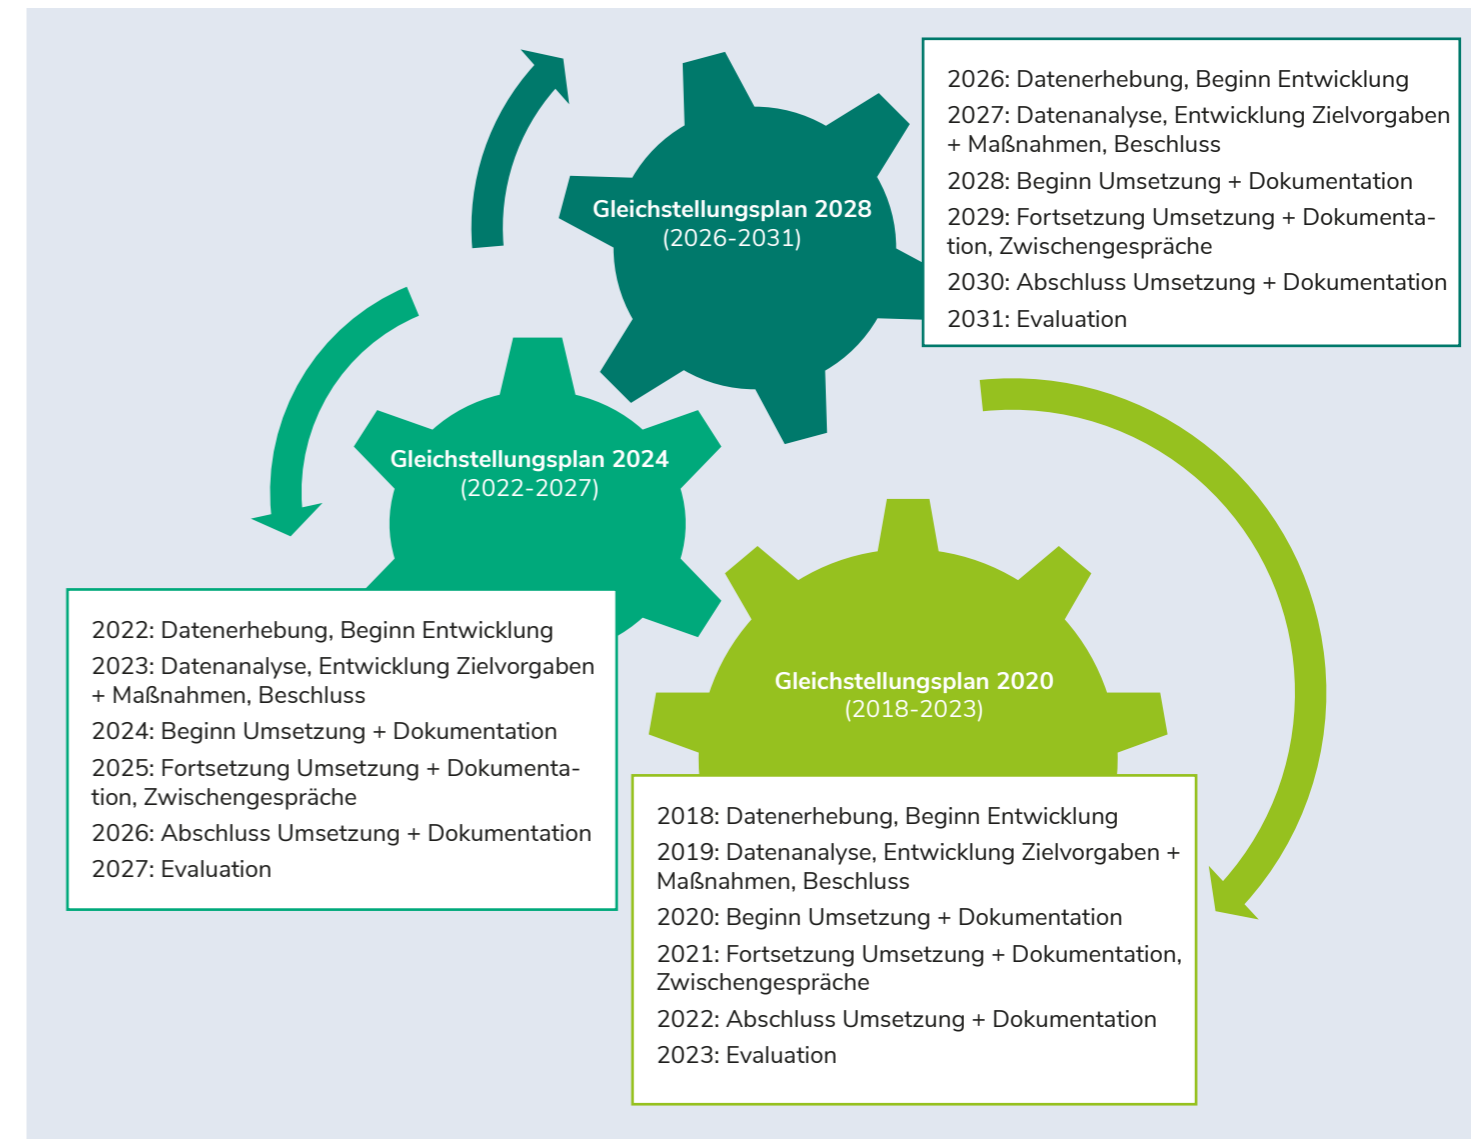 Gleichstellungsplan 2028
(2026-2031)
2026: Datenerhebung, Beginn Entwicklung
2027: Datenanalyse, Entwicklung Zielvorgaben
+ Maßnahmen, Beschluss
2028: Beginn Umsetzung + Dokumentation
2029: Fortsetzung Umsetzung + Dokumenta-
tion, Zwischengespräche
2030: Abschluss Umsetzung + Dokumentation
2031: Evaluation
Gleichstellungsplan 2024
(2022-2027)
2022: Datenerhebung, Beginn Entwicklung
2023: Datenanalyse, Entwicklung Zielvorgaben
+ Maßnahmen, Beschluss
2024: Beginn Umsetzung + Dokumentation
2025: Fortsetzung Umsetzung + Dokumenta-
tion, Zwischengespräche
2026: Abschluss Umsetzung + Dokumentation
2027: Evaluation
Gleichstellungsplan 2020
(2018-2023)
2018: Datenerhebung, Beginn Entwicklung
2019: Datenanalyse, Entwicklung Zielvorgaben +
Maßnahmen, Beschluss
2020: Beginn Umsetzung + Dokumentation
2021: Fortsetzung Umsetzung + Dokumentation,
Zwischengespräche
2022: Abschluss Umsetzung + Dokumentation
2023: Evaluation